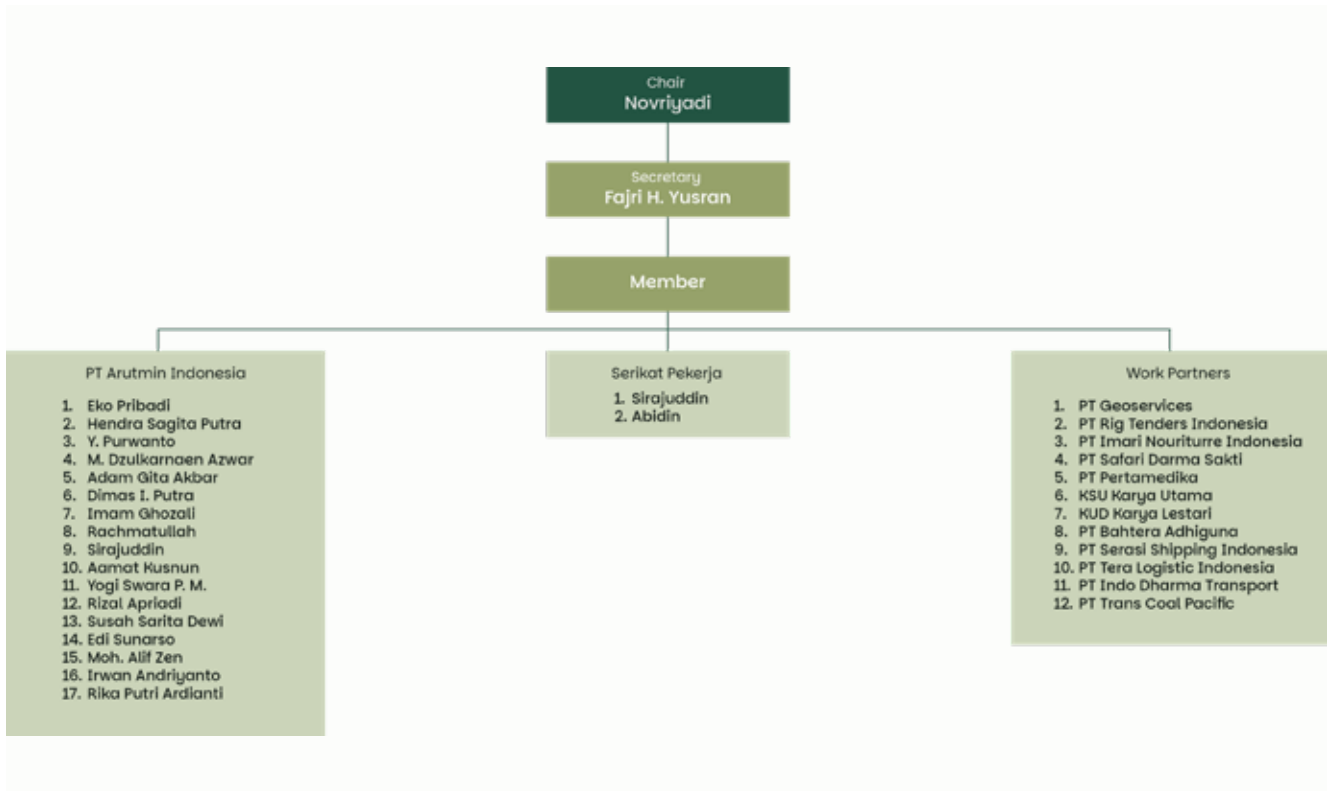 Chair
Novriyadi
Secretary
Fajri H. Yusran
Member
PT Arutmin Indonesia
1. Eko Pribadi
2. Hendra Sagita Putra
3. Y. Purwanto
4. M. Dzulkarnaen Azwar
5. Adam Gita Akbar
6. Dimas I. Putra
7. Imam Ghozali
8. Rachmatullah
9. Sirajuddin
10. Aamat Kusnun
11. Yogi Swara P. M.
12. Rizal Apriadi
13. Susah Sarita Dewi
14. Edi Sunarso
15. Moh. Alif Zen
16. Irwan Andriyanto
17. Rika Putri Ardianti
Serikat Pekerja
1. Sirajuddin
2. Abidin
Work Partners
1. PT Geoservices
2. PT Rig Tenders Indonesia
3. PT Imari Nouriturre Indonesia
4. PT Safari Darma Sakti
5. PT Pertamedika
6. KSU Karya Utama
7. KUD Karya Lestari
8. PT Bahtera Adhiguna
9. PT Serasi Shipping Indonesia
10. PT Tera Logistic Indonesia
11. PT Indo Dharma Transport
12. PT Trans Coal Pacific